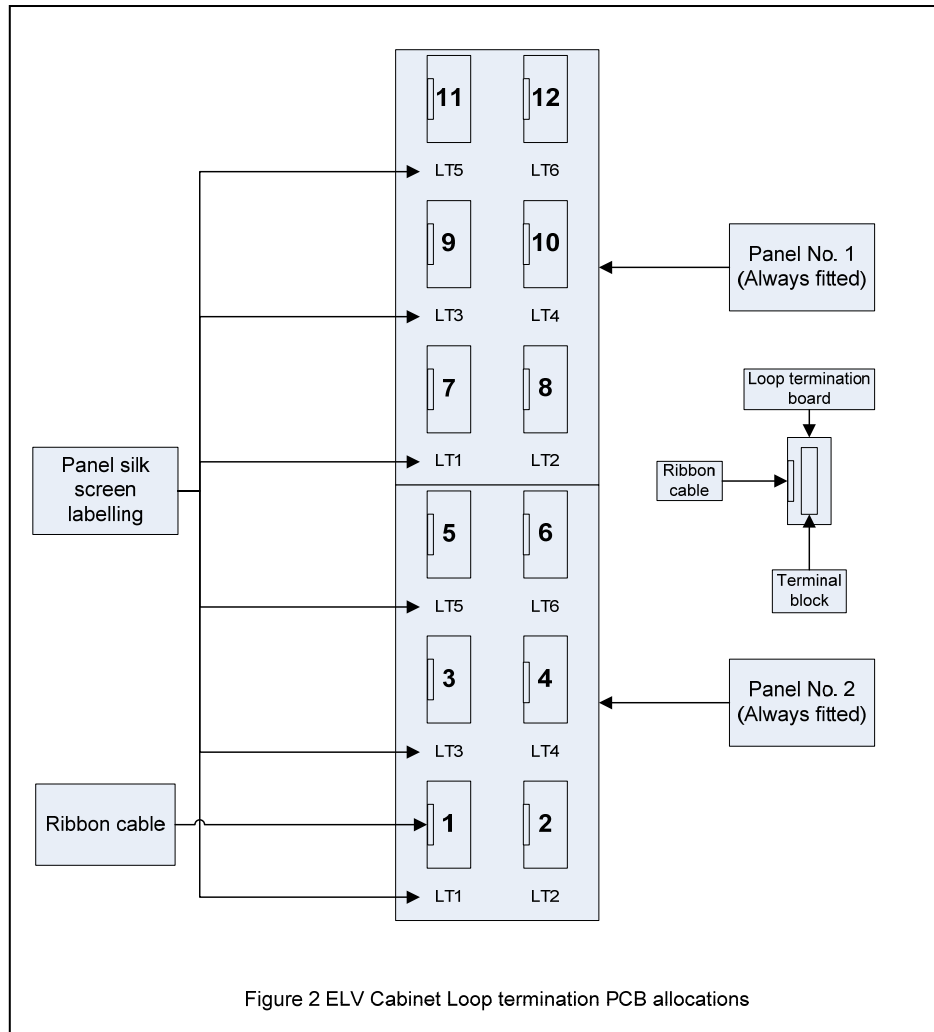 11 12
LT5 LT6
9 10
Panel No. 1
(Always fitted)
LT3 LT4
7 8
Loop termination
board
LT1 LT2
Panel silk
screen
labelling
Ribbon
cable
5 6
Terminal
block
LT5 LT6
3 4
Panel No. 2
(Always fitted)
LT3 LT4
Ribbon cable
1 2
LT1 LT2
Figure 2 ELV Cabinet Loop termination PCB allocations